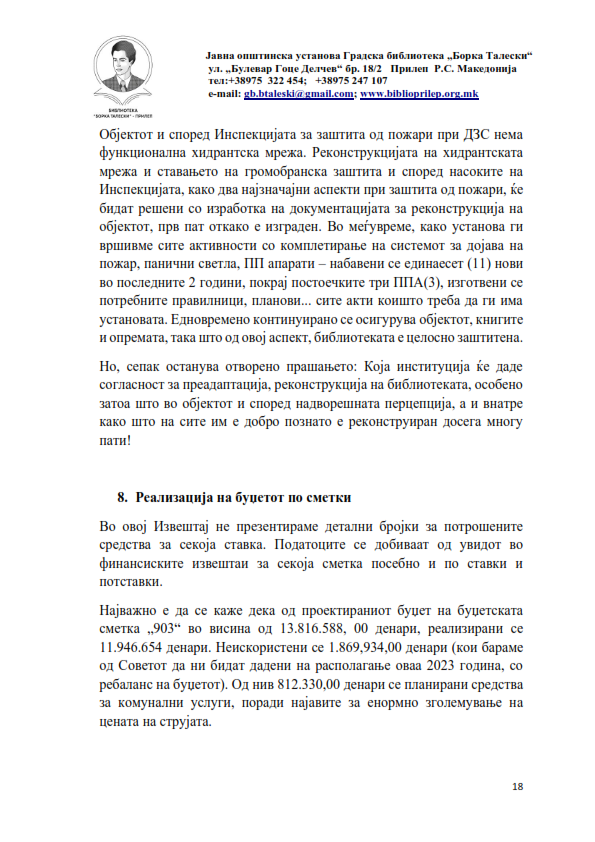 Јавна општинска установа Градска библиотека „Борка Талески“
ул. „Булевар Гоце Делчев“ бр. 18/2 Прилеп Р.С. Македонија
тел:+38975 322 454; +38975 247 107
e-mail: gb.btaleski@gmail.com; www.biblioprilep.org.mk
БИБЛИОТЕКА
"БОРКА ТАЛЕСКИ" - ПРИЛЕП
Објектот и според Инспекцијата за заштита од пожари при ДЗС нема
функционална хидрантска мрежа. Реконструкцијата на хидрантската
мрежа и ставањето на громобранска заштита и според насоките на
Инспекцијата, како два најзначајни аспекти при заштита од пожари, ќе
бидат решени со изработка на документацијата за реконструкција на
објектот, прв пат откако е изграден. Во меѓувреме, како установа ги
вршивме сите активности со комплетирање на системот за дојава на
пожар, панични светла, ПП апарати – набавени се единаесет (11) нови
во последните 2 години, покрај постоечките три ППА(3), изготвени се
потребните правилници, планови... сите акти коишто треба да ги има
установата. Едновремено континуирано се осигурува објектот, книгите
и опремата, така што од овој аспект, библиотеката е целосно заштитена.
Но, сепак останува отворено прашањето: Која институција ќе даде
согласност за преадаптација, реконструкција на библиотеката, особено
затоа што во објектот и според надворешната перцепција, а и внатре
како што на сите им е добро познато е реконструиран досега многу
пати!
8. Реализација на буџетот по сметки
Во овој Извештај не презентираме детални бројки за потрошените
средства за секоја ставка. Податоците се добиваат од увидот во
финансиските извештаи за секоја сметка посебно и по ставки и
потставки.
Најважно е да се каже дека од проектираниот буџет на буџетската
сметка „903“ во висина од 13.816.588, 00 денари, реализирани се
11.946.654 денари. Неискористени се 1.869,934,00 денари (кои бараме
од Советот да ни бидат дадени на располагање оваа 2023 година, со
ребаланс на буџетот). Од нив 812.330,00 денари се планирани средства
за комунални услуги, поради најавите за енормно зголемување на
цената на струјата.
18